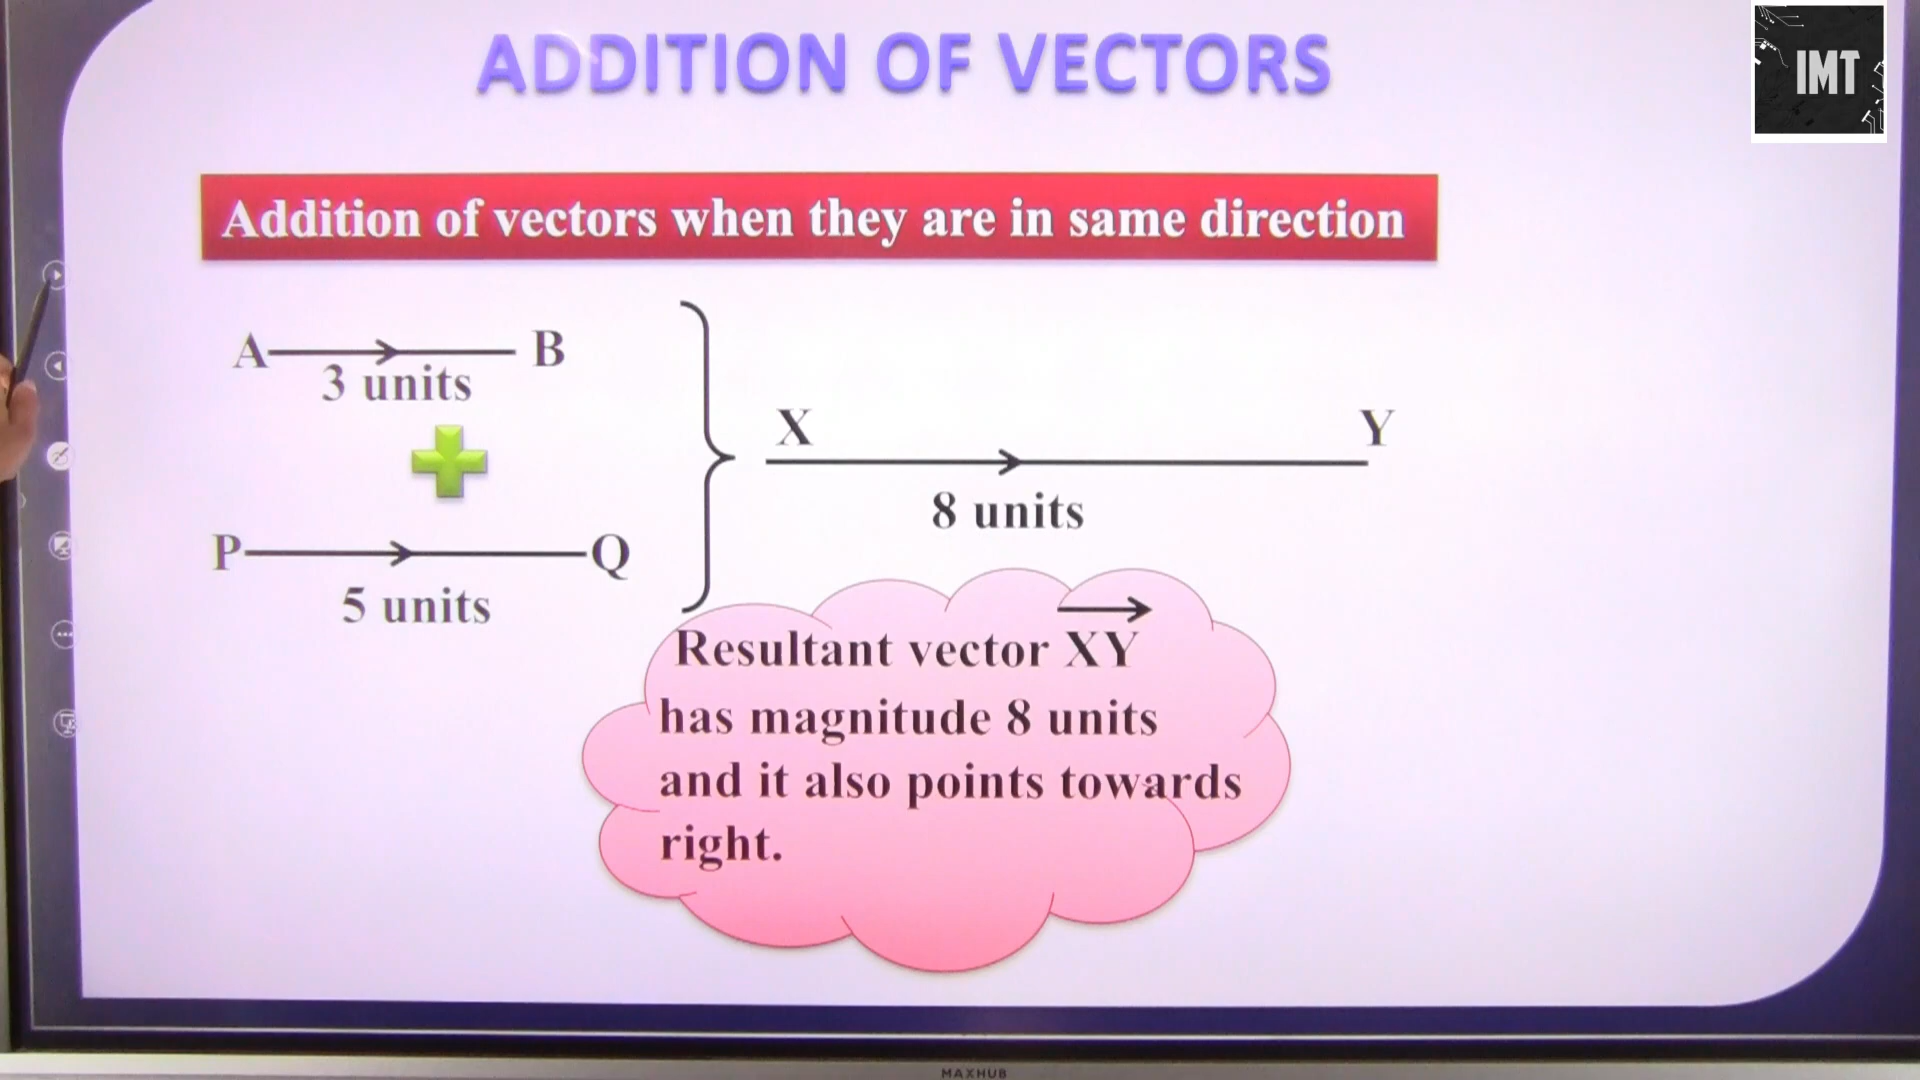 ADDITION OF VECTORS
IMT
Addition of vectors when they are in same direction
A B
3 units
P Q
5 units
X Y
8 units
Resultant vector XY
has magnitude 8 units
and it also points towards
right.
MAXHUB